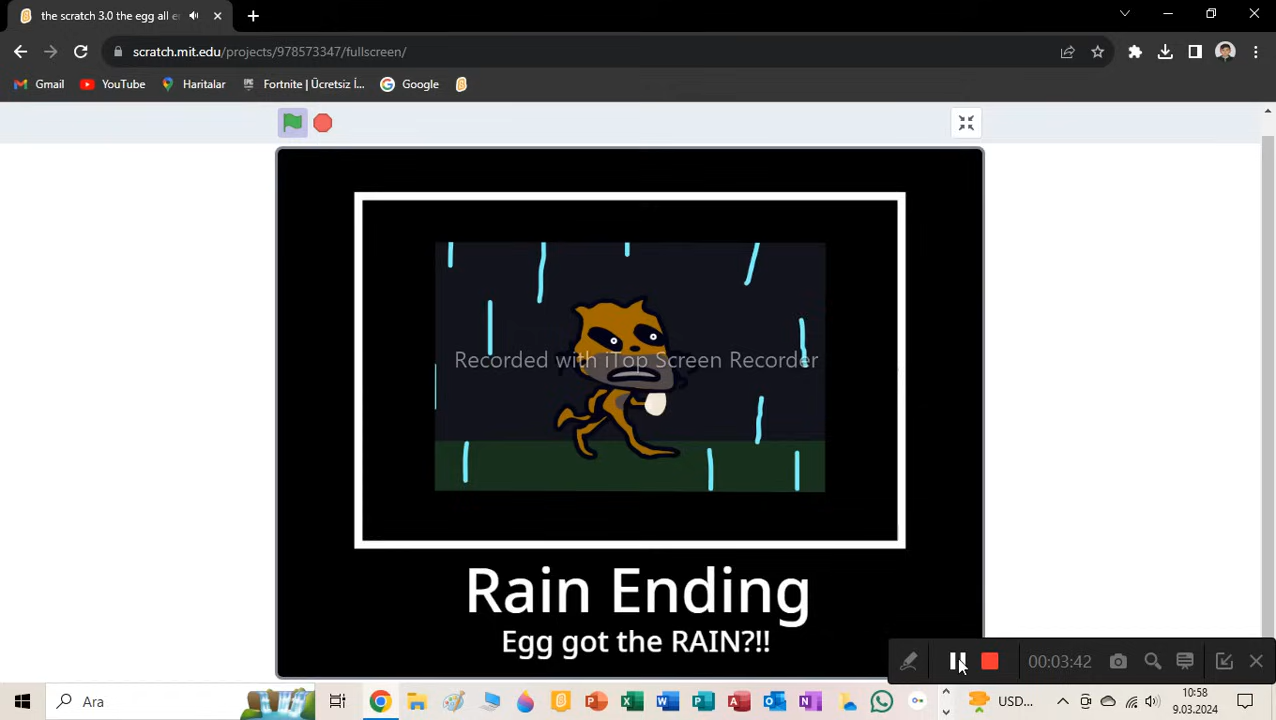 the scratch 3.0 the egg all e
scratch.mit.edu/projects/978573347/fullscreen/
Gmail YouTube Haritalar Fortnite | Ücretsiz İ... Google
Recorded with iTop Screen Recorder
Rain Ending
Egg got the RAIN?!!
00:03:42
Ara
USD...
10:58
9.03.2024